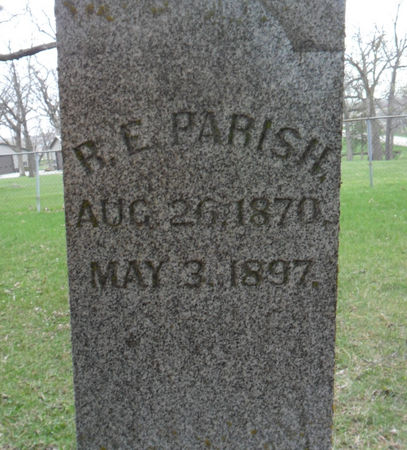 R. E. PARISH.
AUG. 26, 1870.
MAY 3, 1897.